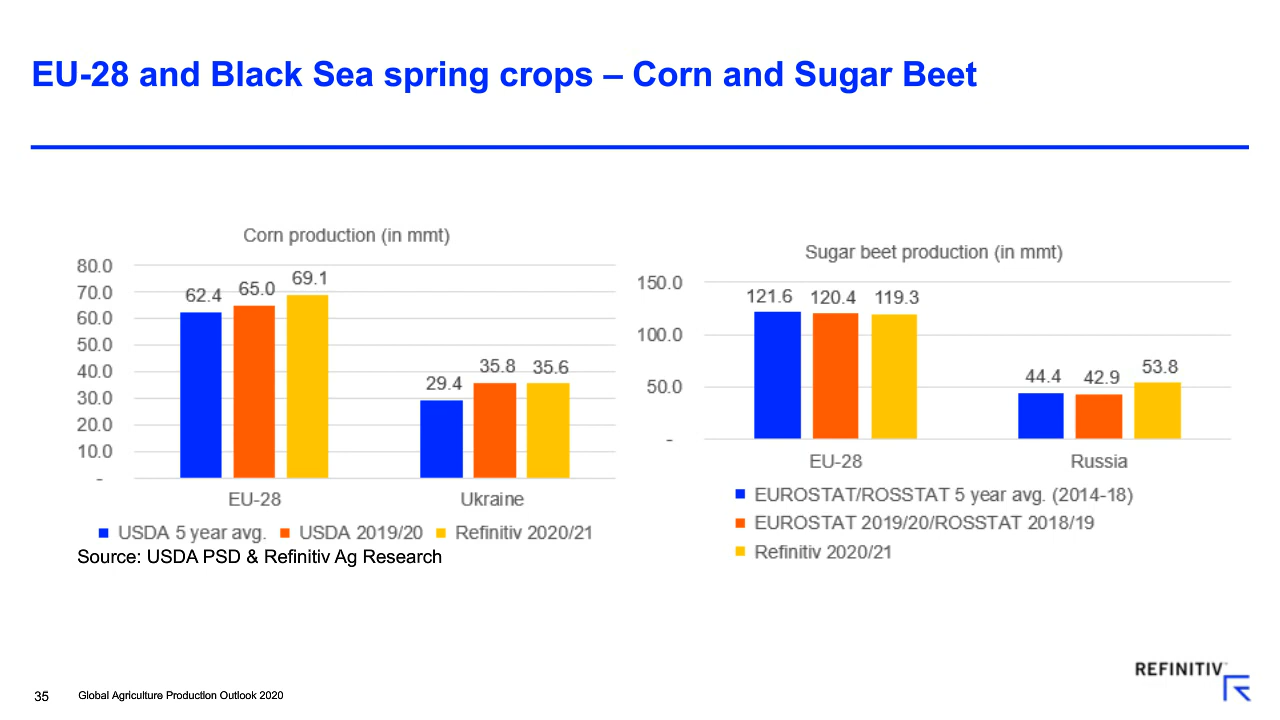 EU-28 and Black Sea spring crops – Corn and Sugar Beet
Corn production (in mmt)
80.0
70.0
60.0
50.0
40.0
30.0
20.0
10.0
-
62.4
65.0
69.1
29.4
35.8
35.6
EU-28
Ukraine
USDA 5 year avg.
USDA 2019/20
Refinitiv 2020/21
Source: USDA PSD & Refinitiv Ag Research
Sugar beet production (in mmt)
150.0
100.0
50.0
-
121.6
120.4
119.3
44.4
42.9
53.8
EU-28
Russia
EUROSTAT/ROSSTAT 5 year avg. (2014-18)
EUROSTAT 2019/20/ROSSTAT 2018/19
Refinitiv 2020/21
35
Global Agriculture Production Outlook 2020
REFINITIV